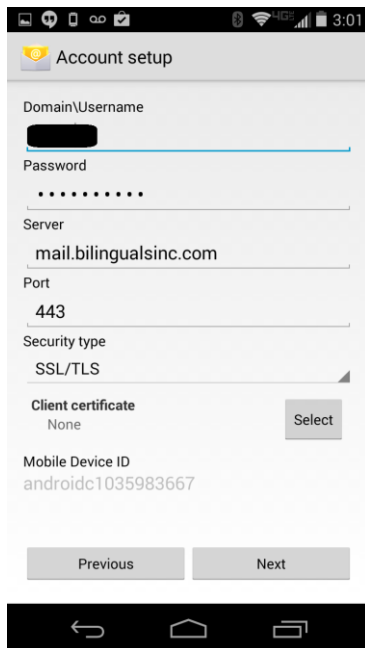 4G
3:01
Account setup
Domain\Username
Password
Server
mail.bilingualsinc.com
Port
443
Security type
SSL/TLS
Client certificate
None
Select
Mobile Device ID
androidc1035983667
Previous
Next